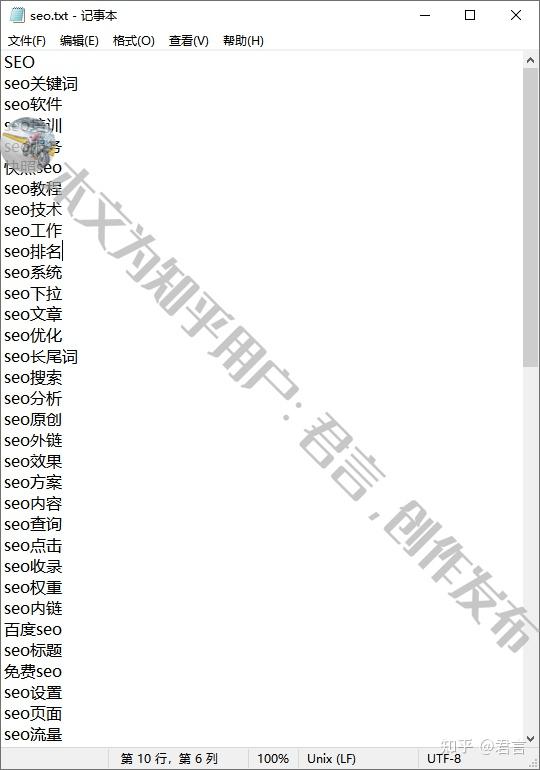 seo.txt - 记事本
文件(F) 编辑(E) 格式(O) 查看(V) 帮助(H)
SEO
seo关键词
seo软件
seo培训
seo服务
快照seo
seo教程
seo技术
seo工作
seo排名
seo系统
seo下拉
seo文章
seo优化
seo长尾词
seo搜索
seo分析
seo原创
seo外链
seo效果
seo方案
seo内容
seo查询
seo点击
seo收录
seo权重
seo内链
百度seo
seo标题
免费seo
seo设置
seo页面
seo流量
本文为知乎用户:君言,创作发布
知乎 @君言
第 10 行，第 6 列 100% Unix (LF) UTF-8